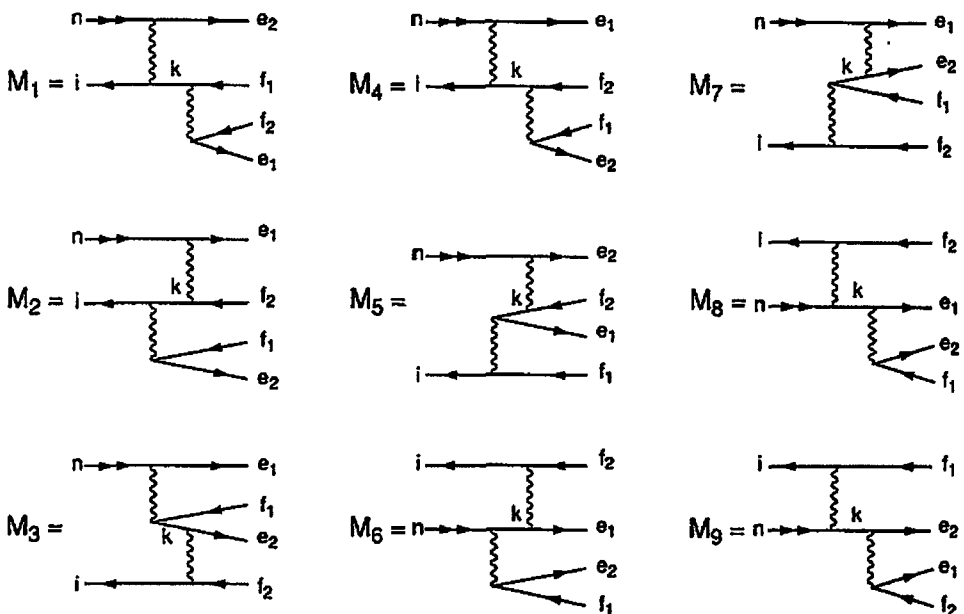 n e₂
M₁ = i k f₁
f₂
e₁
n e₁
M₄ = i k f₂
f₁
e₂
n e₁
k e₂
M₇ =
f₁
i f₂
n e₁
M₂ = i k f₂
f₁
e₂
n e₂
k f₂
M₅ =
e₁
i f₁
i f₂
M₈ = n k e₁
e₂
f₁
n e₁
f₁
M₃ =
k e₂
i f₂
i f₂
M₆ = n k e₁
e₂
f₁
i f₁
M₉ = n k e₂
e₁
f₂